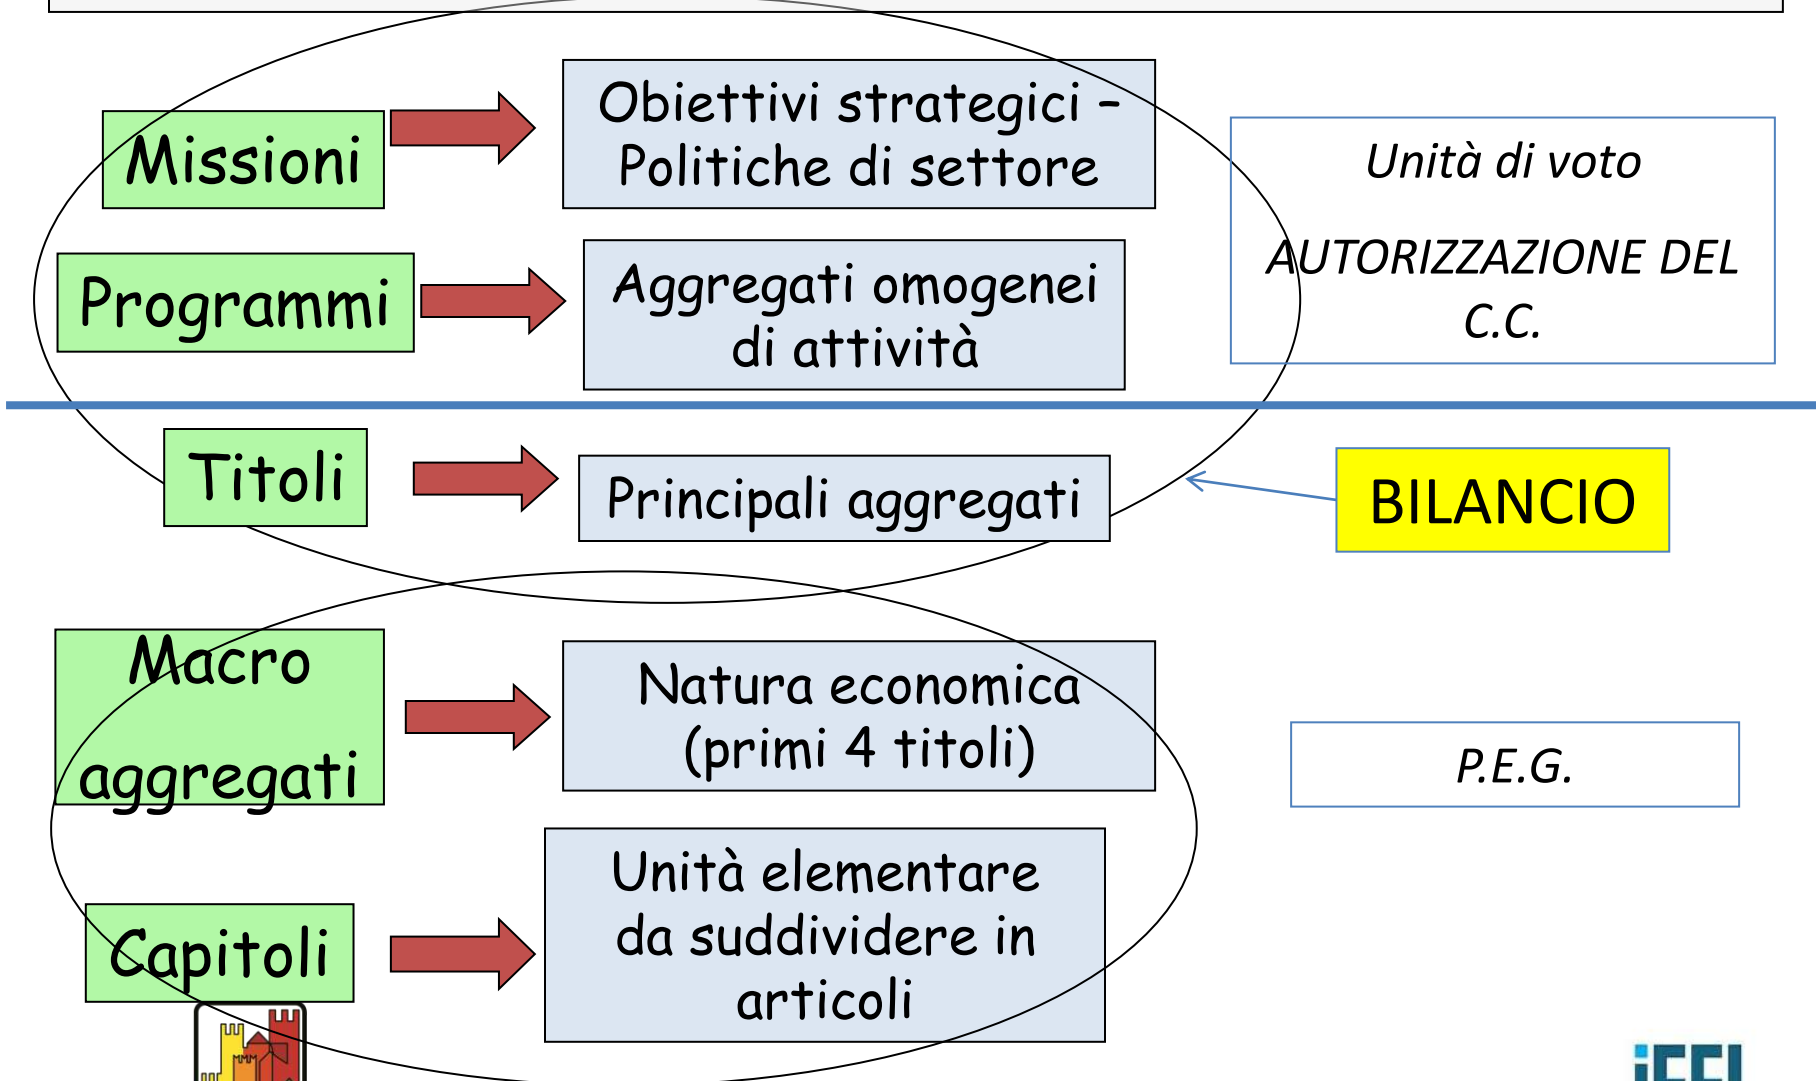 Missioni
Obiettivi strategici –
Politiche di settore
Unità di voto
AUTORIZZAZIONE DEL
C.C.
Programmi
Aggregati omogenei
di attività
Titoli
Principali aggregati
BILANCIO
Macro
aggregati
Natura economica
(primi 4 titoli)
P.E.G.
Capitoli
Unità elementare
da suddividere in
articoli